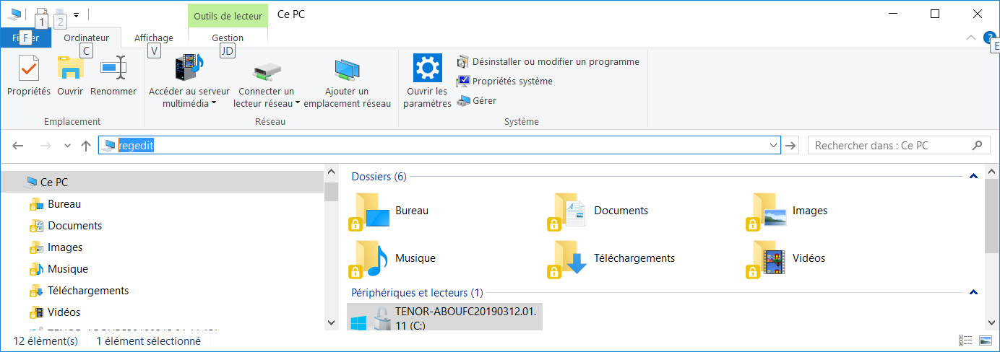 1
2
Outils de lecteur
Ce PC
F
Ordinateur
Affichage
Gestion
C
V
JD
E
Propriétés
Ouvrir
Renommer
Accéder au serveur
multimédia
Connecter un
lecteur réseau
Ajouter un
emplacement réseau
Ouvrir les
paramètres
Désinstaller ou modifier un programme
Propriétés système
Gérer
Emplacement
Réseau
Système
regedit
Rechercher dans : Ce PC
Ce PC
Bureau
Documents
Images
Musique
Téléchargements
Vidéos
Dossiers (6)
Bureau
Documents
Images
Musique
Téléchargements
Vidéos
Périphériques et lecteurs (1)
TENOR-ABOUFC20190312.01.
11 (C:)
12 élément(s)
1 élément sélectionné